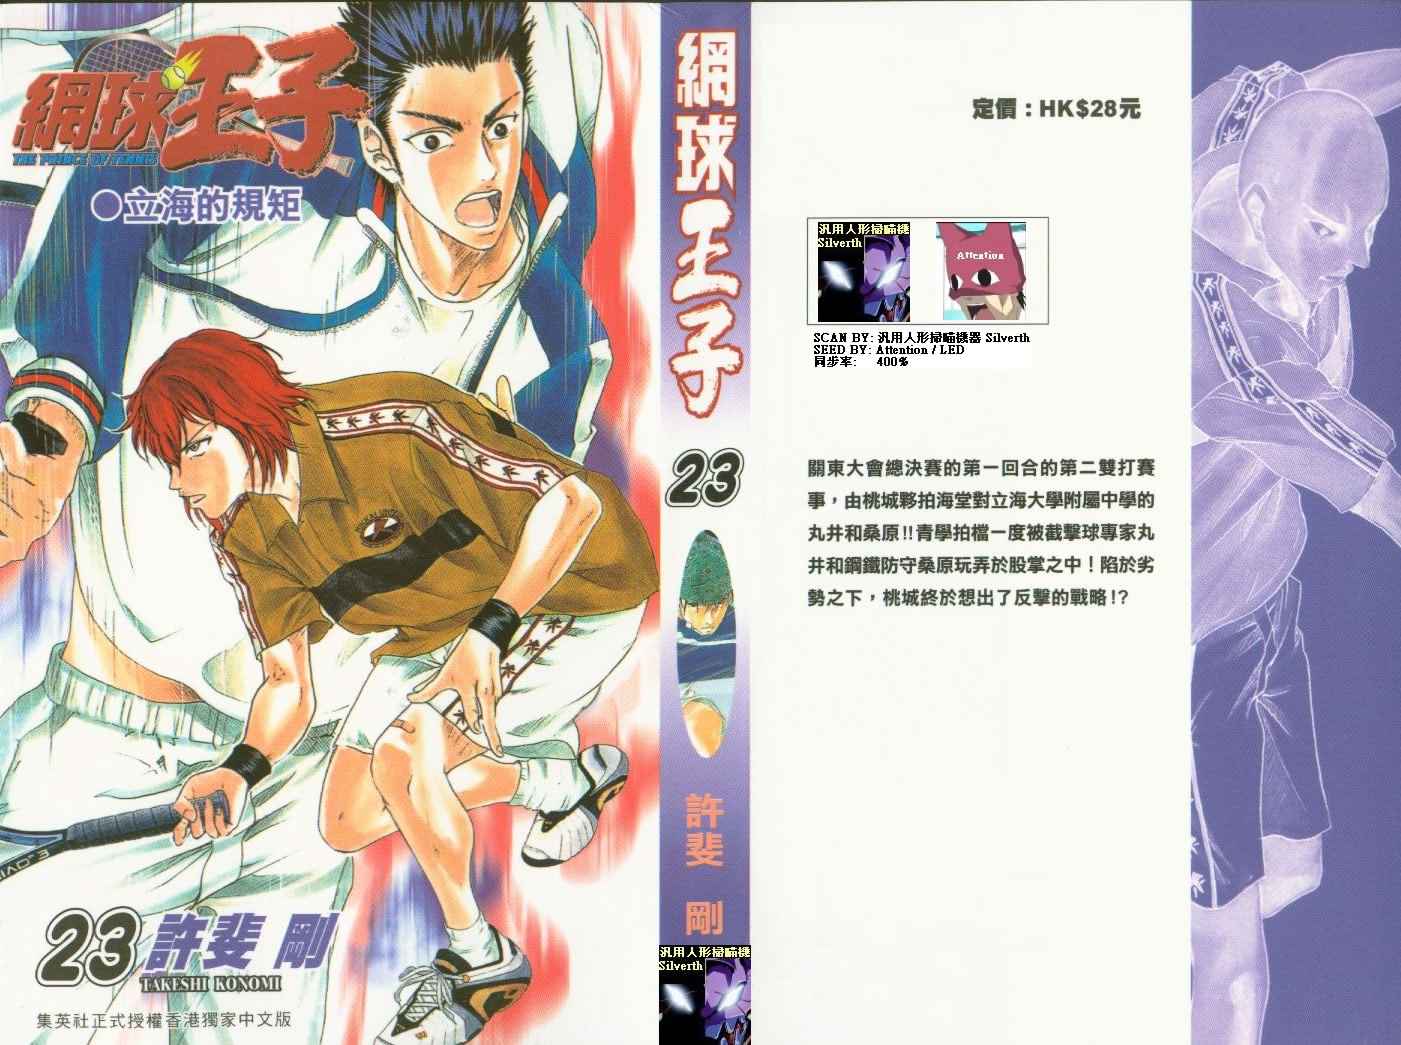 網球王子
THE PRINCE OF TENNIS
●立海的規矩
23 許斐 剛
TAKESHI KONOMI
集英社正式授權香港獨家中文版
網球王子
23
許斐 剛
汎用人形掃瞄機
Silverth
定價：HK$28元
汎用人形掃瞄機
Silverth
Attention
SCAN BY: 汎用人形掃瞄機器 Silverth
SEED BY: Attention / LED
同步率: 400%
關東大會總決賽的第一回合的第二雙打賽
事，由桃城夥拍海堂對立海大學附屬中學的
丸井和桑原!!青學拍檔一度被截擊球專家丸
井和鋼鐵防守桑原玩弄於股掌之中！陷於劣
勢之下，桃城終於想出了反擊的戰略!?